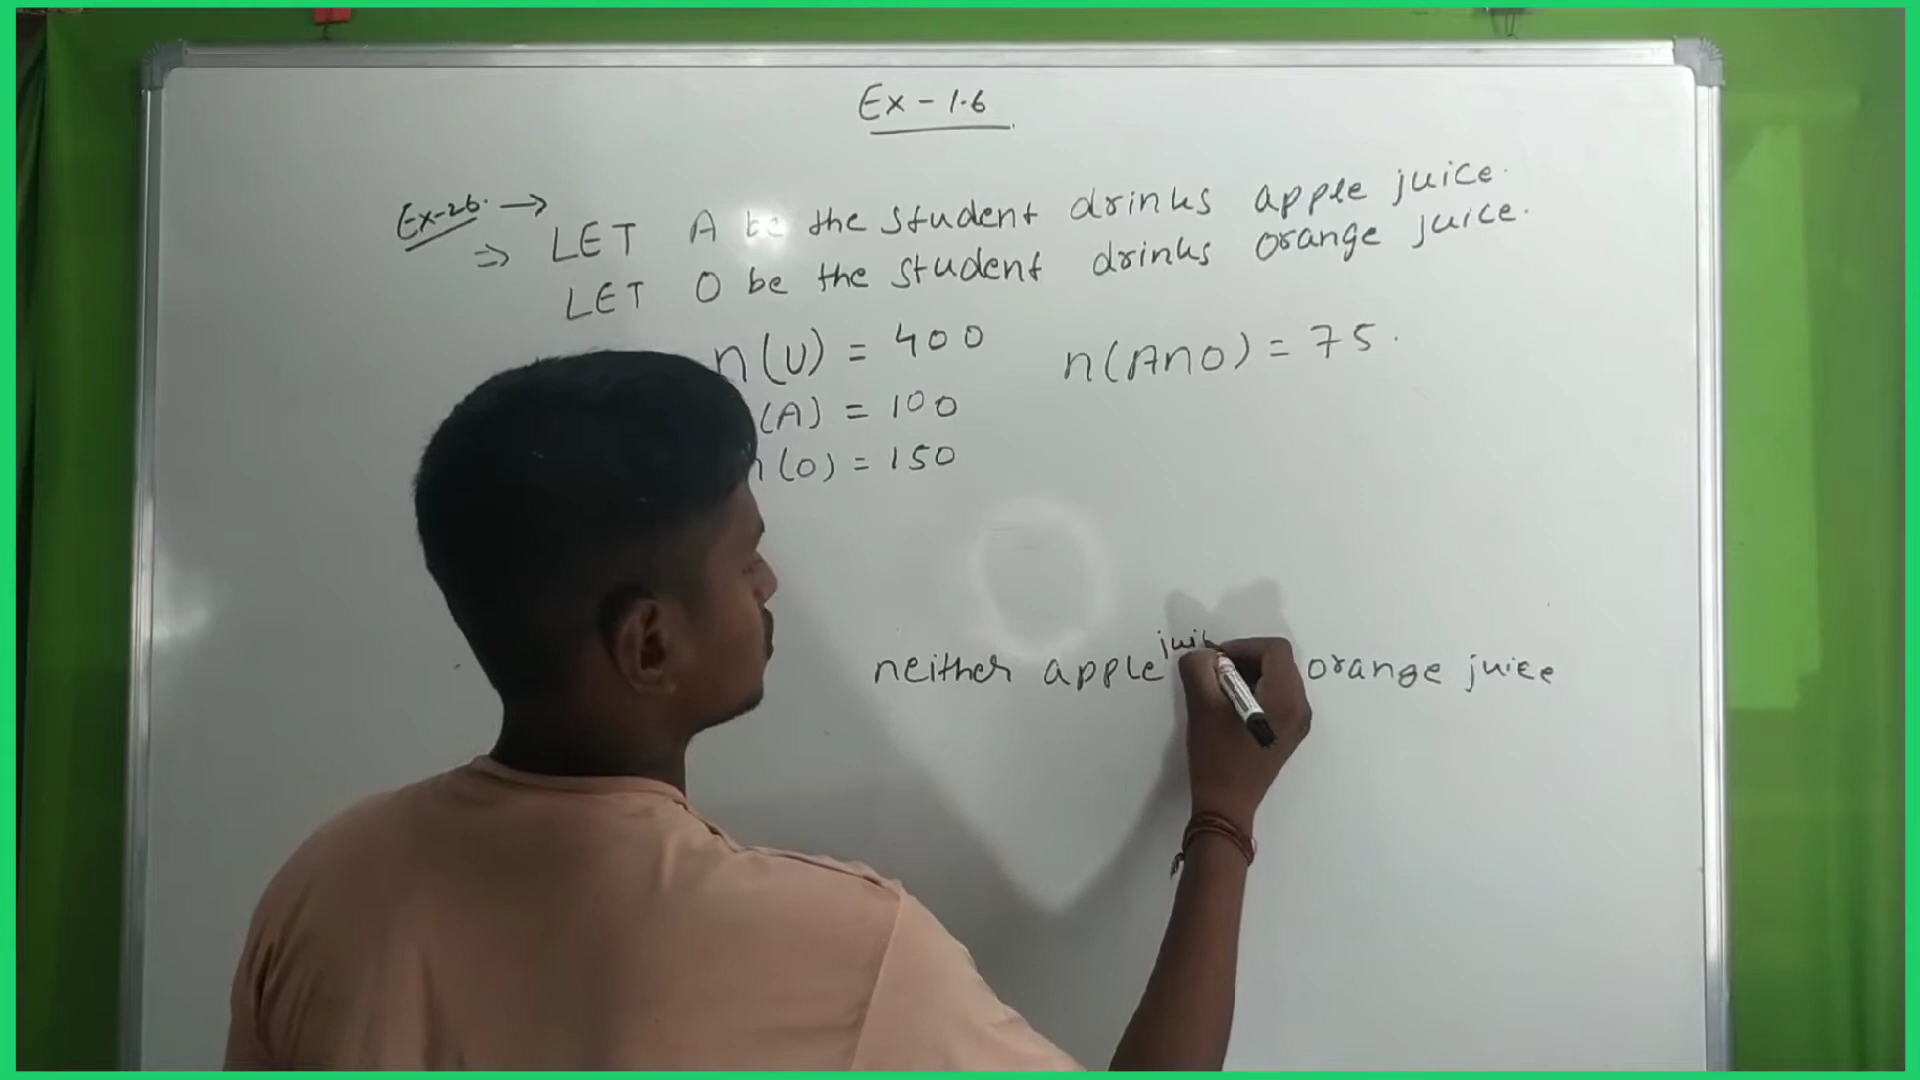 Ex - 1.6
Ex-26. →
⇒ LET A be the student drinks apple juice.
LET O be the student drinks orange juice.
n(U) = 400 n(A∩O) = 75.
(A) = 100
n(O) = 150
neither apple orange juice